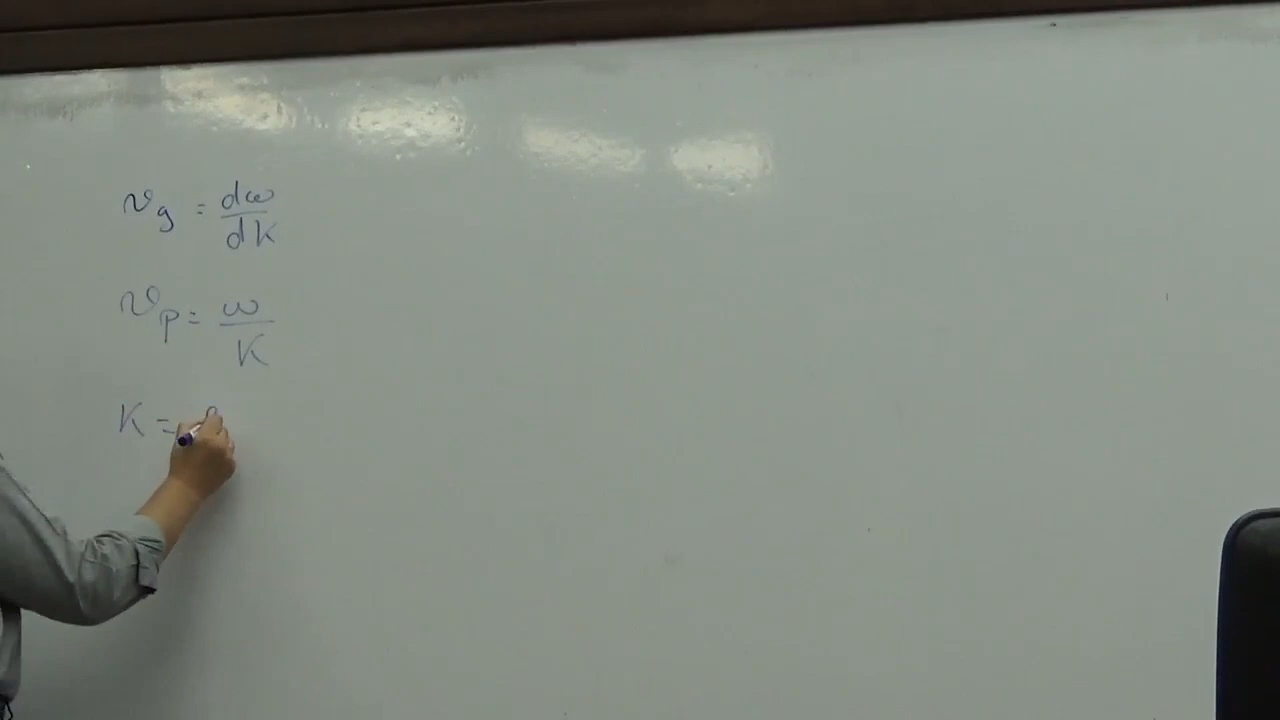 v_g = dω/dK
v_p = ω/K
K =